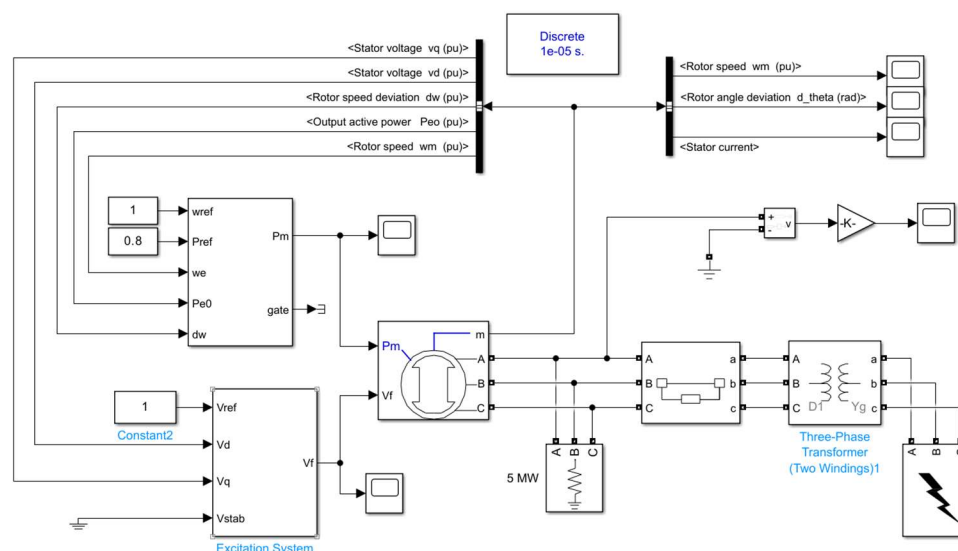 Discrete
1e-05 s.
<Stator voltage  vq (pu)>
<Stator voltage  vd (pu)>
<Rotor speed deviation  dw (pu)>
<Output active power   Peo (pu)>
<Rotor speed  wm  (pu)>
<Rotor speed  wm  (pu)>
<Rotor angle deviation  d_theta (rad)>
<Stator current>
1
0.8
wref
Pref
we
Pe0
dw
Pm
gate
+
-
v
-K-
Pm
Vf
m
A
B
C
A
B
C
a
b
c
A
B
C
D1
Yg
a
b
c
Three-Phase
Transformer
(Two Windings)1
1
Constant2
Vref
Vd
Vq
Vstab
Vf
Excitation System
A B C
5 MW
A B